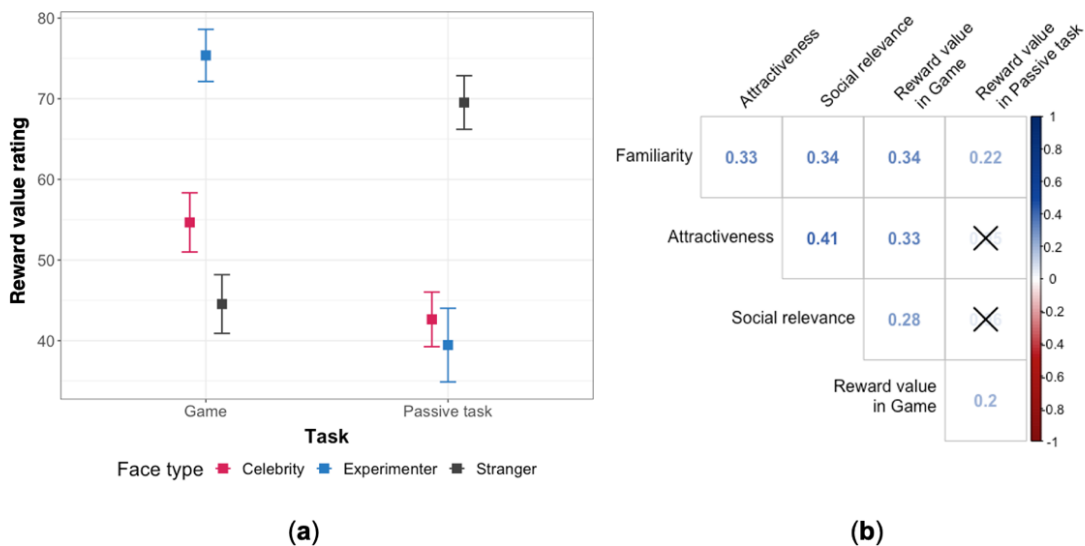 80
70
60
50
40
Reward value rating
Game
Passive task
Task
Face type
Celebrity
Experimenter
Stranger
(a)
Attractiveness
Social relevance
Reward value
in Game
Reward value
in Passive task
Familiarity
0.33
0.34
0.34
0.22
Attractiveness
0.41
0.33
Social relevance
0.28
Reward value
in Game
0.2
1
0.8
0.6
0.4
0.2
0
-0.2
-0.4
-0.6
-0.8
-1
(b)